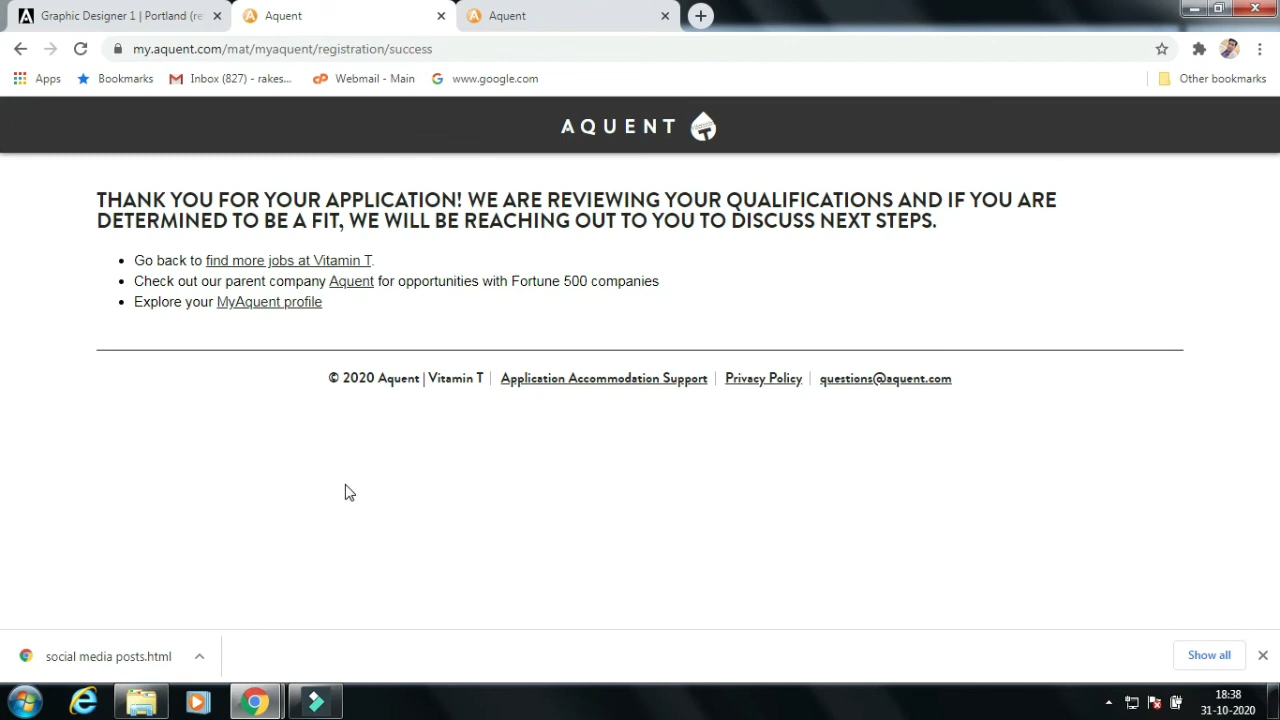 Graphic Designer 1 | Portland (re
Aquent
Aquent
my.aquent.com/mat/myaquent/registration/success
Apps
Bookmarks
Inbox (827) - rakes...
Webmail - Main
www.google.com
Other bookmarks
AQUENT
THANK YOU FOR YOUR APPLICATION! WE ARE REVIEWING YOUR QUALIFICATIONS AND IF YOU ARE
DETERMINED TO BE A FIT, WE WILL BE REACHING OUT TO YOU TO DISCUSS NEXT STEPS.
• Go back to find more jobs at Vitamin T.
• Check out our parent company Aquent for opportunities with Fortune 500 companies
• Explore your MyAquent profile
© 2020 Aquent | Vitamin T | Application Accommodation Support | Privacy Policy | questions@aquent.com
social media posts.html
Show all
18:38
31-10-2020